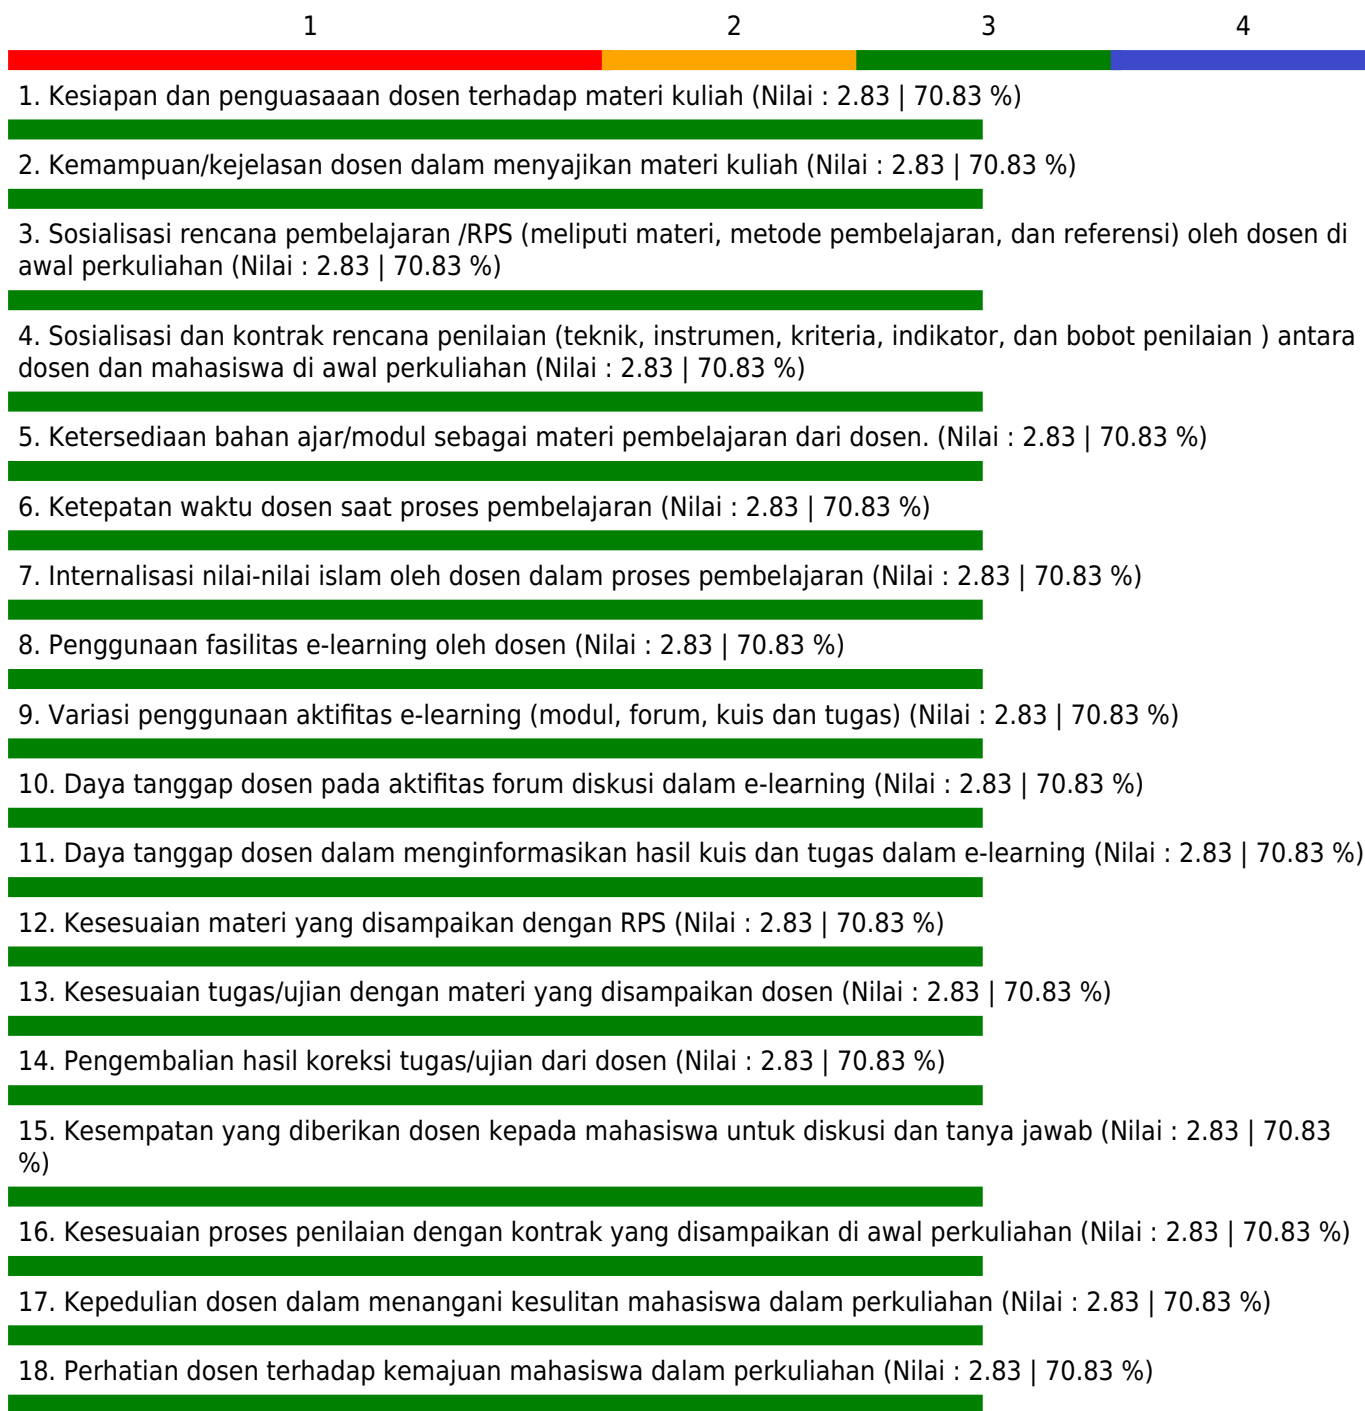 1 2 3 4
1. Kesiapan dan penguasaaan dosen terhadap materi kuliah (Nilai : 2.83 | 70.83 %)
2. Kemampuan/kejelasan dosen dalam menyajikan materi kuliah (Nilai : 2.83 | 70.83 %)
3. Sosialisasi rencana pembelajaran /RPS (meliputi materi, metode pembelajaran, dan referensi) oleh dosen di
awal perkuliahan (Nilai : 2.83 | 70.83 %)
4. Sosialisasi dan kontrak rencana penilaian (teknik, instrumen, kriteria, indikator, dan bobot penilaian ) antara
dosen dan mahasiswa di awal perkuliahan (Nilai : 2.83 | 70.83 %)
5. Ketersediaan bahan ajar/modul sebagai materi pembelajaran dari dosen. (Nilai : 2.83 | 70.83 %)
6. Ketepatan waktu dosen saat proses pembelajaran (Nilai : 2.83 | 70.83 %)
7. Internalisasi nilai-nilai islam oleh dosen dalam proses pembelajaran (Nilai : 2.83 | 70.83 %)
8. Penggunaan fasilitas e-learning oleh dosen (Nilai : 2.83 | 70.83 %)
9. Variasi penggunaan aktifitas e-learning (modul, forum, kuis dan tugas) (Nilai : 2.83 | 70.83 %)
10. Daya tanggap dosen pada aktifitas forum diskusi dalam e-learning (Nilai : 2.83 | 70.83 %)
11. Daya tanggap dosen dalam menginformasikan hasil kuis dan tugas dalam e-learning (Nilai : 2.83 | 70.83 %)
12. Kesesuaian materi yang disampaikan dengan RPS (Nilai : 2.83 | 70.83 %)
13. Kesesuaian tugas/ujian dengan materi yang disampaikan dosen (Nilai : 2.83 | 70.83 %)
14. Pengembalian hasil koreksi tugas/ujian dari dosen (Nilai : 2.83 | 70.83 %)
15. Kesempatan yang diberikan dosen kepada mahasiswa untuk diskusi dan tanya jawab (Nilai : 2.83 | 70.83
%)
16. Kesesuaian proses penilaian dengan kontrak yang disampaikan di awal perkuliahan (Nilai : 2.83 | 70.83 %)
17. Kepedulian dosen dalam menangani kesulitan mahasiswa dalam perkuliahan (Nilai : 2.83 | 70.83 %)
18. Perhatian dosen terhadap kemajuan mahasiswa dalam perkuliahan (Nilai : 2.83 | 70.83 %)